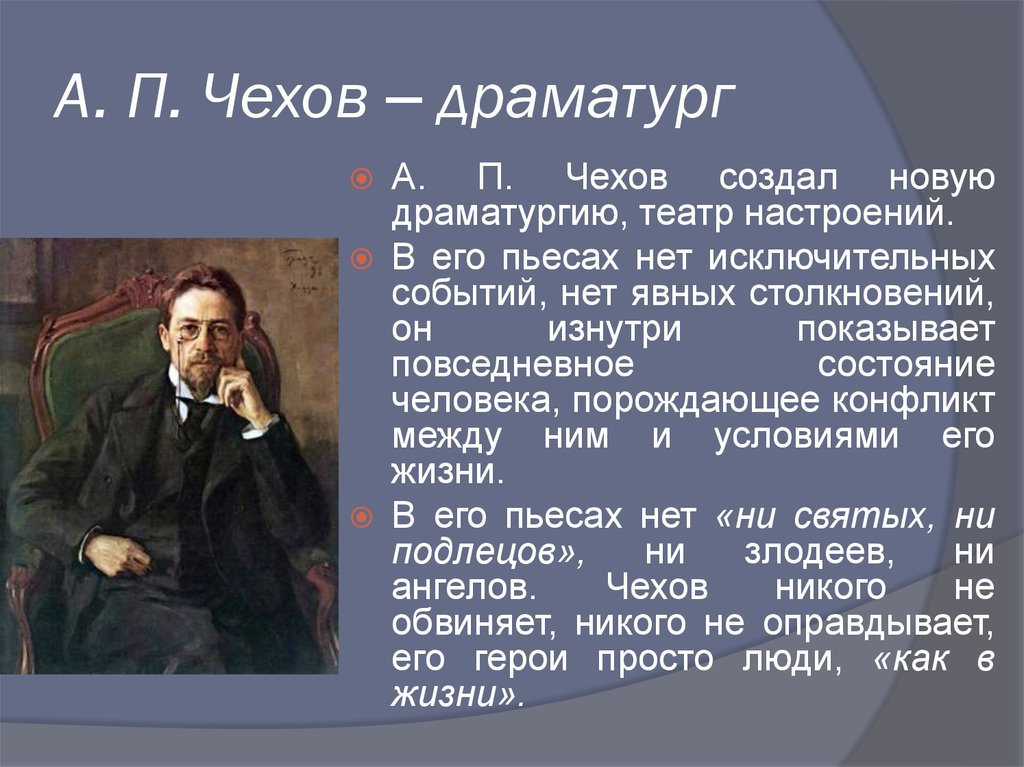 А. П. Чехов – драматург
А. П. Чехов создал новую
драматургию, театр настроений.
В его пьесах нет исключительных
событий, нет явных столкновений,
он изнутри показывает
повседневное состояние
человека, порождающее конфликт
между ним и условиями его
жизни.
В его пьесах нет «ни святых, ни
подлецов», ни злодеев, ни
ангелов. Чехов никого не
обвиняет, никого не оправдывает,
его герои просто люди, «как в
жизни».